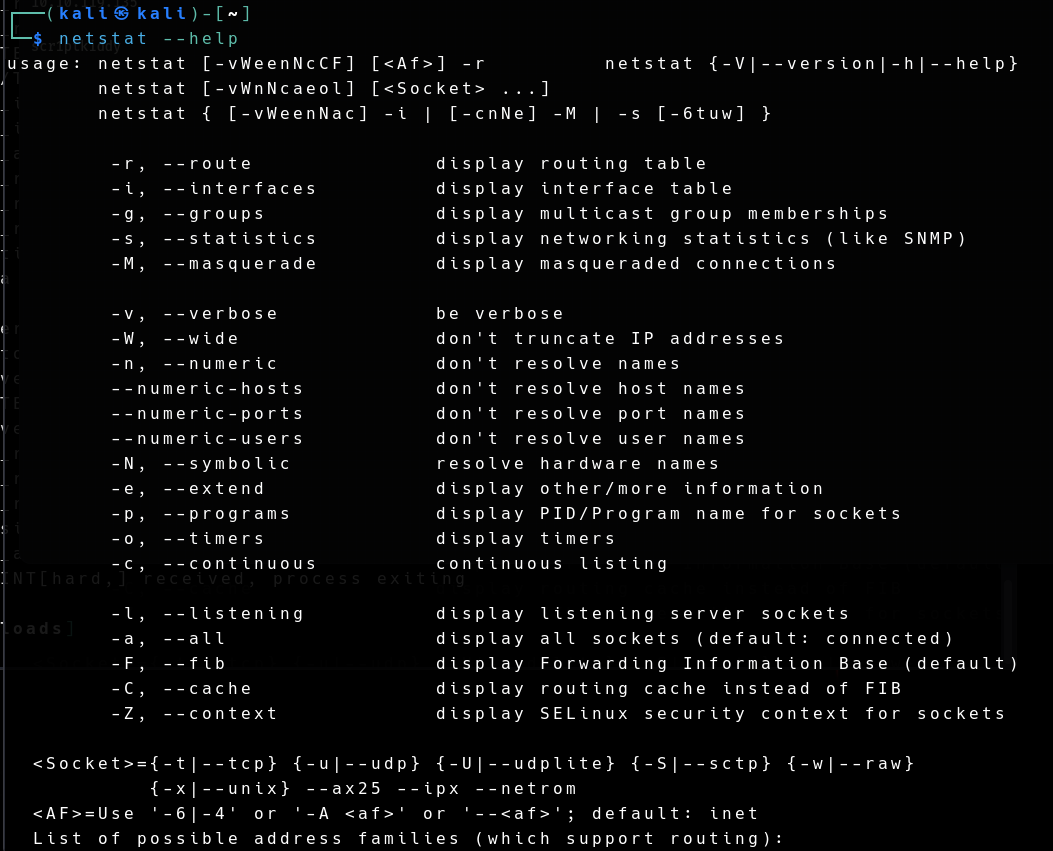 ┌──(kali㉿kali)-[~]
└─$ netstat --help
usage: netstat [-vWeenNcCF] [<Af>] -r         netstat {-V|--version|-h|--help}
       netstat [-vWnNcaeol] [<Socket> ...]
       netstat { [-vWeenNac] -i | [-cnNe] -M | -s [-6tuw] }

        -r, --route              display routing table
        -i, --interfaces         display interface table
        -g, --groups             display multicast group memberships
        -s, --statistics         display networking statistics (like SNMP)
        -M, --masquerade         display masqueraded connections

        -v, --verbose            be verbose
        -W, --wide               don't truncate IP addresses
        -n, --numeric            don't resolve names
        --numeric-hosts          don't resolve host names
        --numeric-ports          don't resolve port names
        --numeric-users          don't resolve user names
        -N, --symbolic           resolve hardware names
        -e, --extend             display other/more information
        -p, --programs           display PID/Program name for sockets
        -o, --timers             display timers
        -c, --continuous         continuous listing
INT[hard,] received, process exiting
        -l, --listening          display listening server sockets
loads]
        -a, --all                display all sockets (default: connected)
        -F, --fib                display Forwarding Information Base (default)
        -C, --cache              display routing cache instead of FIB
        -Z, --context            display SELinux security context for sockets

  <Socket>={-t|--tcp} {-u|--udp} {-U|--udplite} {-S|--sctp} {-w|--raw}
           {-x|--unix} --ax25 --ipx --netrom
  <AF>=Use '-6|-4' or '-A <af>' or '--<af>'; default: inet
  List of possible address families (which support routing):